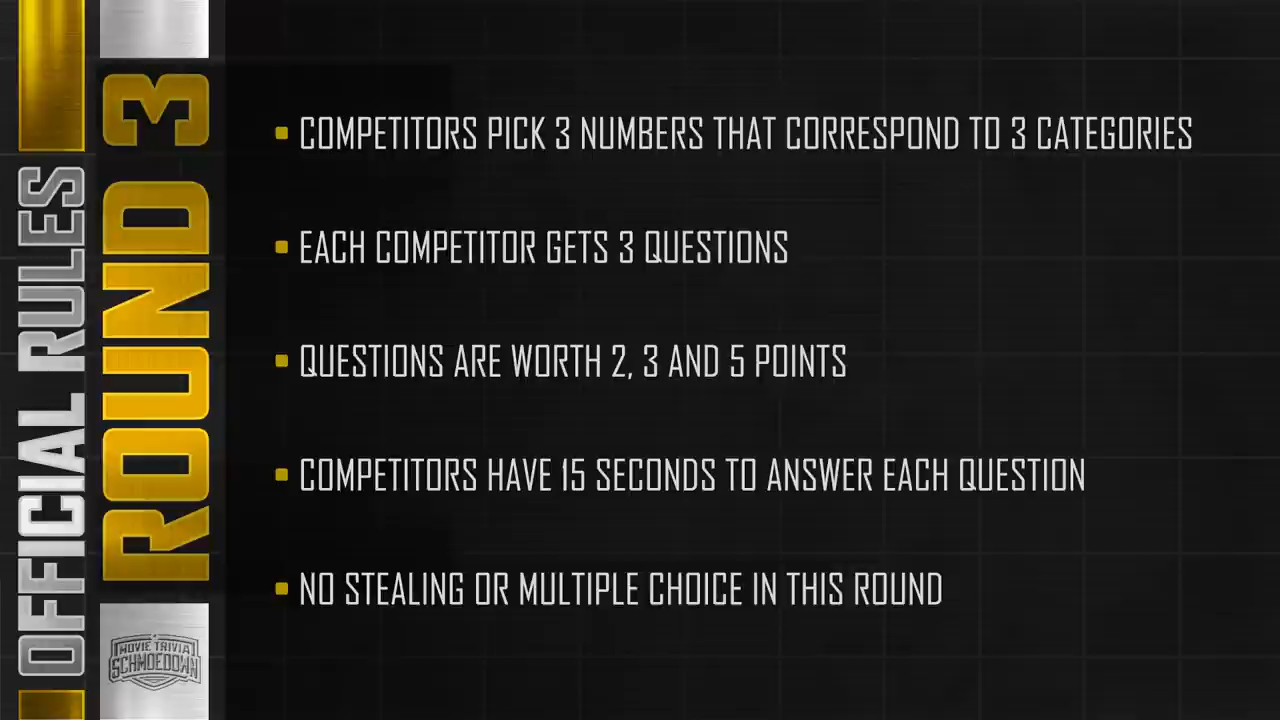 OFFICIAL RULES
ROUND 3
COMPETITORS PICK 3 NUMBERS THAT CORRESPOND TO 3 CATEGORIES
EACH COMPETITOR GETS 3 QUESTIONS
QUESTIONS ARE WORTH 2, 3 AND 5 POINTS
COMPETITORS HAVE 15 SECONDS TO ANSWER EACH QUESTION
NO STEALING OR MULTIPLE CHOICE IN THIS ROUND
MOVIE TRIVIA
SCHMOEDOWN